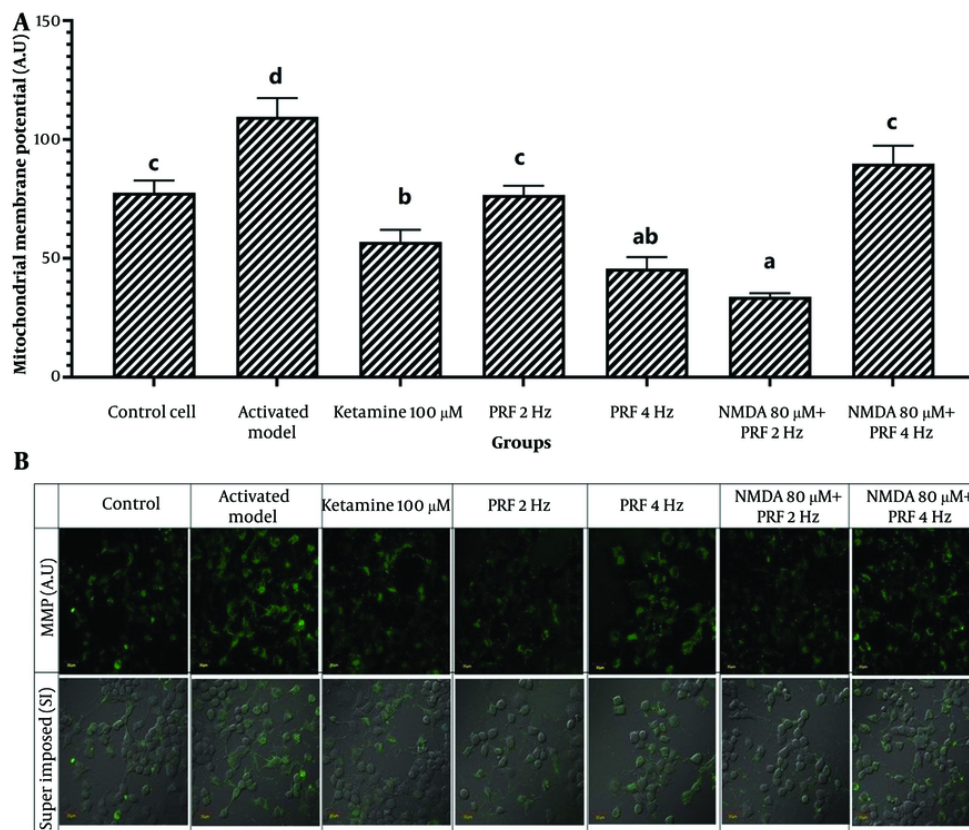 A
Mitochondrial membrane potential (A.U)
150
100
50
0
c
d
b
c
ab
a
c
Control cell
Activated
model
Ketamine 100 μM
PRF 2 Hz
PRF 4 Hz
NMDA 80 μM+
PRF 2 Hz
NMDA 80 μM+
PRF 4 Hz
Groups
B
Control
Activated
model
Ketamine 100 μM
PRF 2 Hz
PRF 4 Hz
NMDA 80 μM+
PRF 2 Hz
NMDA 80 μM+
PRF 4 Hz
MMP (A.U)
Super imposed (SI)